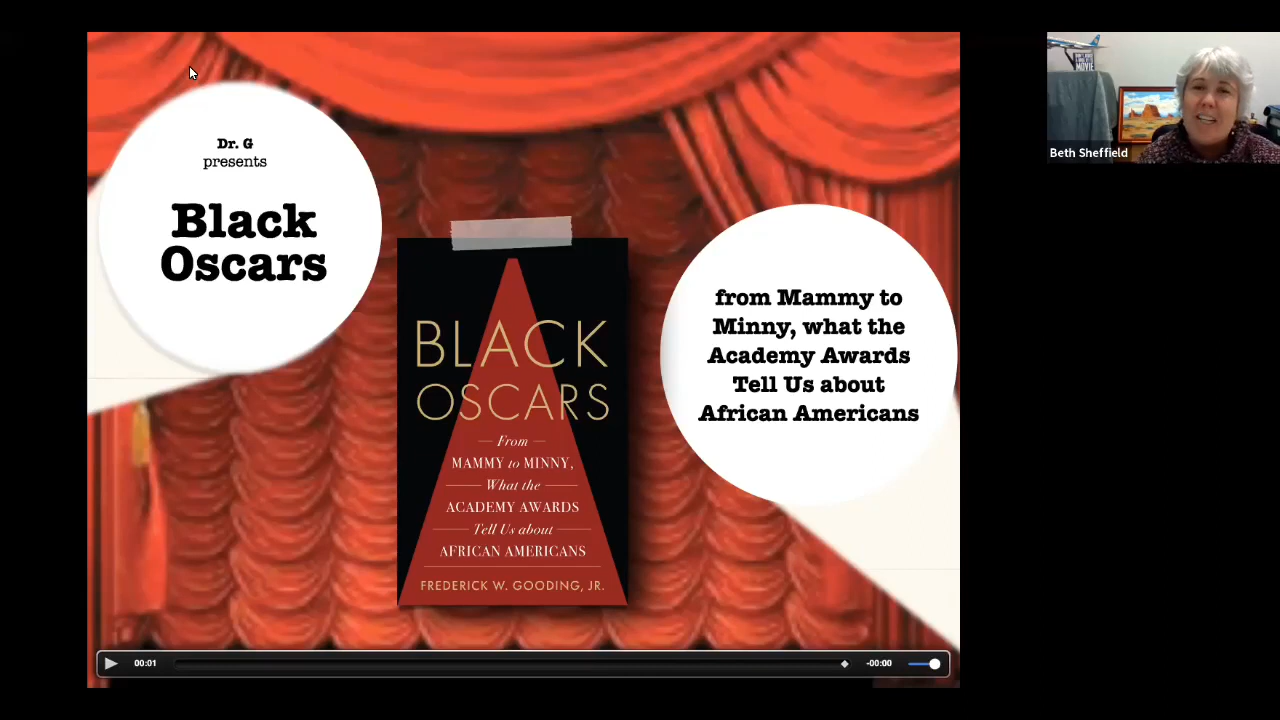 Dr. G
presents
Black
Oscars
BLACK
OSCARS
From
MAMMY to MINNY,
What the
ACADEMY AWARDS
Tell Us about
AFRICAN AMERICANS
FREDERICK W. GOODING, JR.
from Mammy to
Minny, what the
Academy Awards
Tell Us about
African Americans
00:01
-00:00
MOVIE
Beth Sheffield